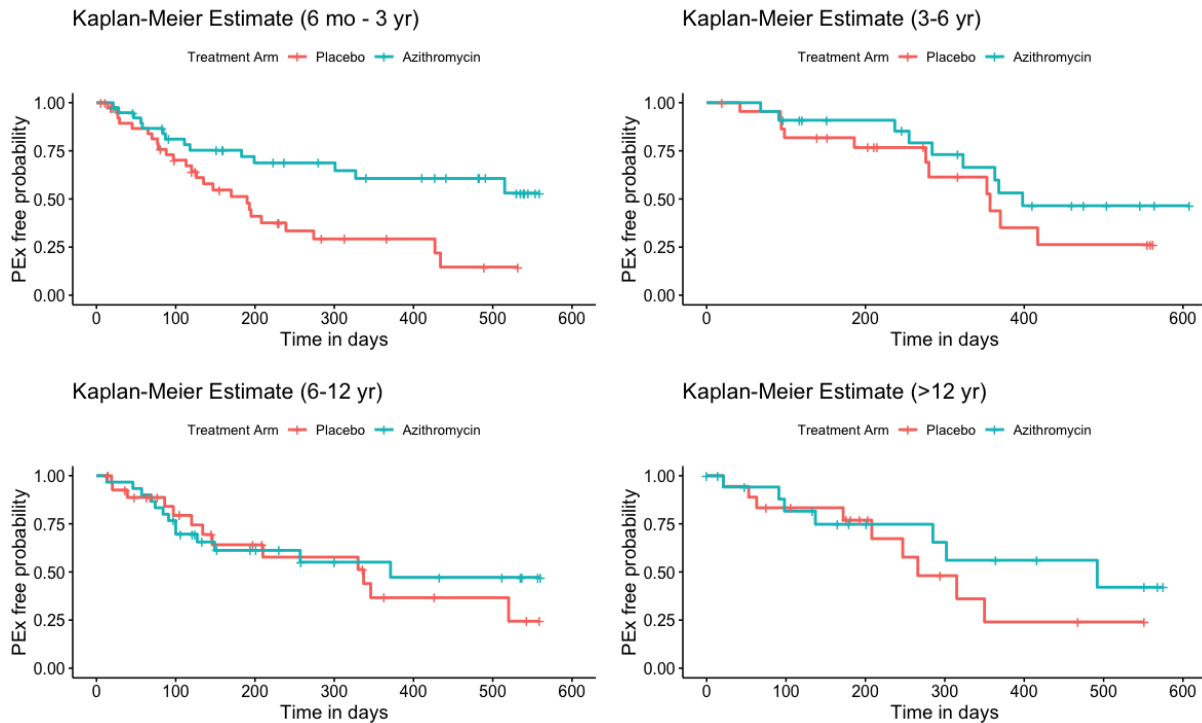 Kaplan-Meier Estimate (6 mo - 3 yr)
Treatment Arm Placebo Azithromycin
1.00
0.75
0.50
0.25
0.00
PEx free probability
0 100 200 300 400 500 600
Time in days
Kaplan-Meier Estimate (3-6 yr)
Treatment Arm Placebo Azithromycin
1.00
0.75
0.50
0.25
0.00
PEx free probability
0 200 400 600
Time in days
Kaplan-Meier Estimate (6-12 yr)
Treatment Arm Placebo Azithromycin
1.00
0.75
0.50
0.25
0.00
PEx free probability
0 100 200 300 400 500 600
Time in days
Kaplan-Meier Estimate (>12 yr)
Treatment Arm Placebo Azithromycin
1.00
0.75
0.50
0.25
0.00
PEx free probability
0 100 200 300 400 500 600
Time in days